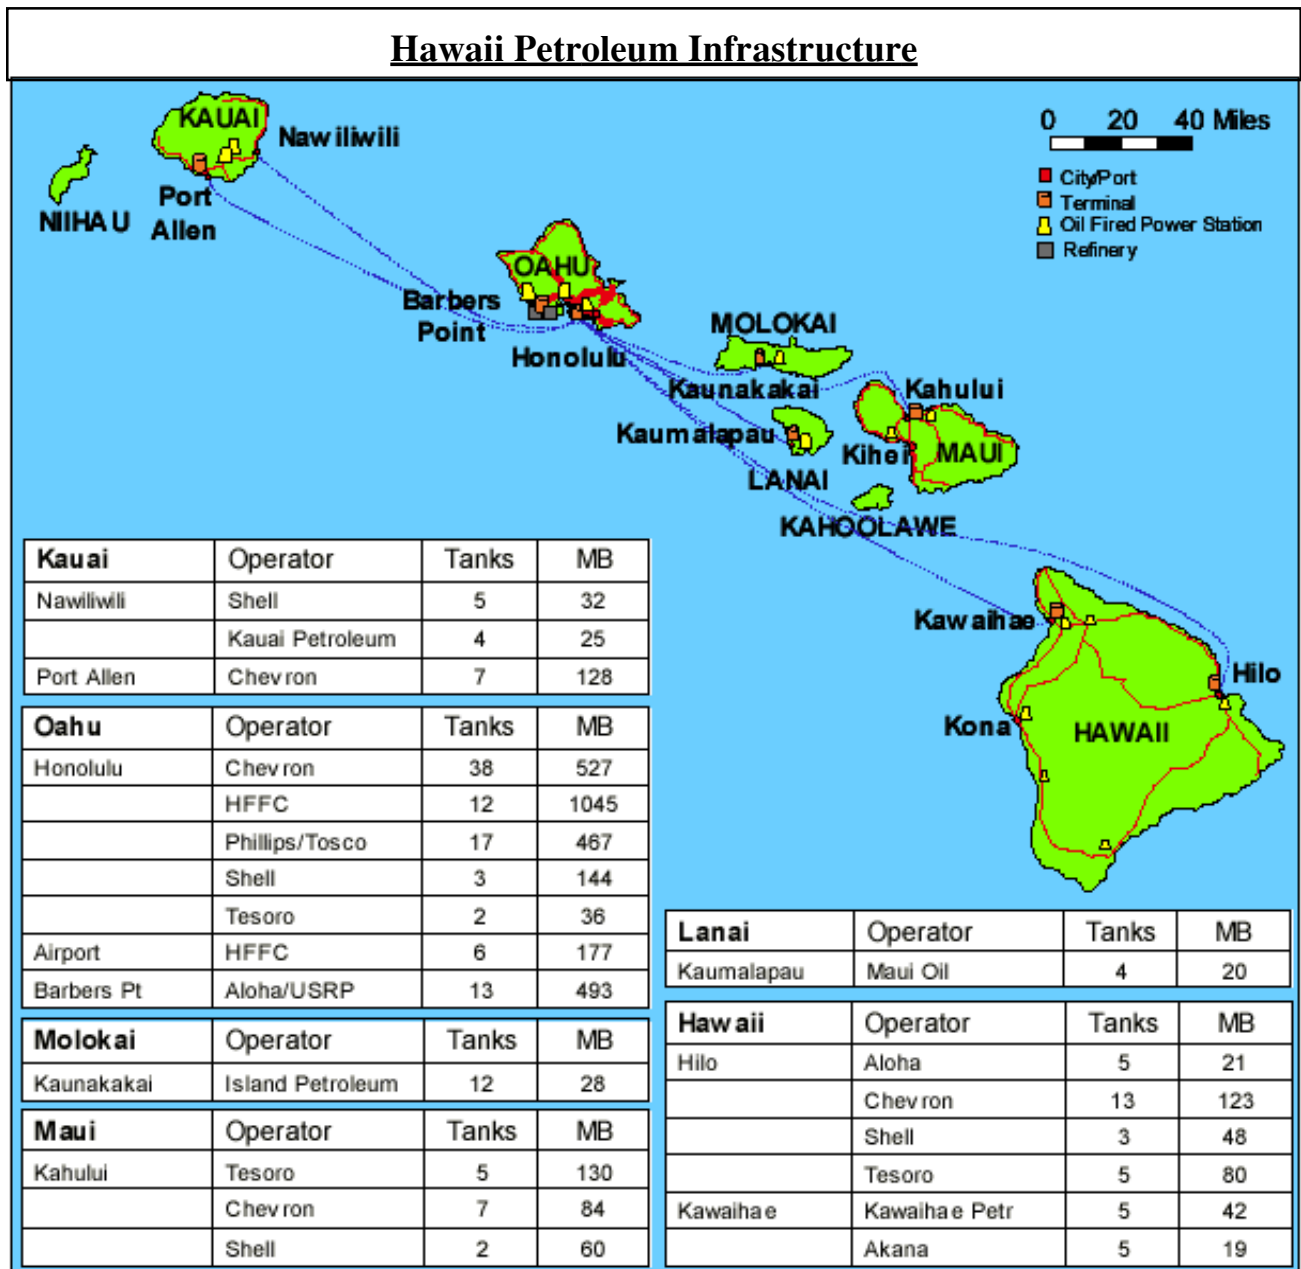 Hawaii Petroleum Infrastructure
KAUAI
Nawiliwili
NIIHAU
Port
Allen
0 20 40 Miles
City/Port
Terminal
Oil Fired Power Station
Refinery
OAHU
Barbers
Point
Honolulu
MOLOKAI
Kaunakakai
Kahului
Kaumalapau
Kihei
MAUI
LANAI
KAHOOLAWE
Kawaihae
Hilo
Kona
HAWAII
Kauai Operator Tanks MB
Nawiliwili Shell 5 32
Kauai Petroleum 4 25
Port Allen Chevron 7 128
Oahu Operator Tanks MB
Honolulu Chevron 38 527
HFFC 12 1045
Phillips/Tosco 17 467
Shell 3 144
Tesoro 2 36
Airport HFFC 6 177
Barbers Pt Aloha/USRP 13 493
Molokai Operator Tanks MB
Kaunakakai Island Petroleum 12 28
Maui Operator Tanks MB
Kahului Tesoro 5 130
Chevron 7 84
Shell 2 60
Lanai Operator Tanks MB
Kaumalapau Maui Oil 4 20
Hawaii Operator Tanks MB
Hilo Aloha 5 21
Chevron 13 123
Shell 3 48
Tesoro 5 80
Kawaihae Kawaihae Petr 5 42
Akana 5 19